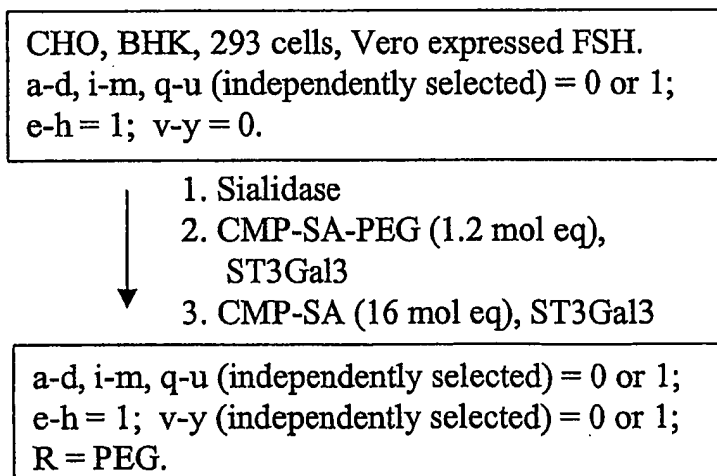 CHO, BHK, 293 cells, Vero expressed FSH.
a-d, i-m, q-u (independently selected) = 0 or 1;
e-h = 1; v-y = 0.
1. Sialidase
2. CMP-SA-PEG (1.2 mol eq),
ST3Gal3
3. CMP-SA (16 mol eq), ST3Gal3
a-d, i-m, q-u (independently selected) = 0 or 1;
e-h = 1; v-y (independently selected) = 0 or 1;
R = PEG.